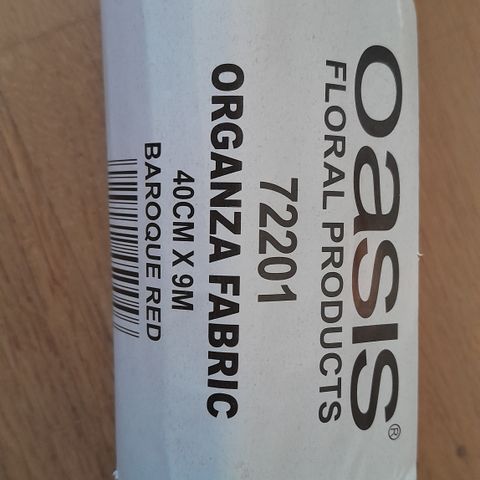 oasis®
FLORAL PRODUCTS
72201
ORGANZA FABRIC
40CM X 9M
BAROQUE RED